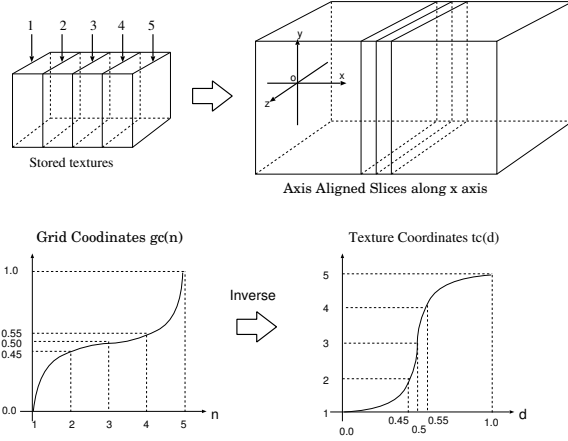 1 2 3 4 5
Stored textures
y
o x
z
Axis Aligned Slices along x axis
Grid Coodinates gc(n)
1.0
0.55
0.50
0.45
0.0
1 2 3 4 5 n
Inverse
Texture Coordinates tc(d)
5
4
3
2
1
0.0 0.45 0.5 0.55 1.0 d